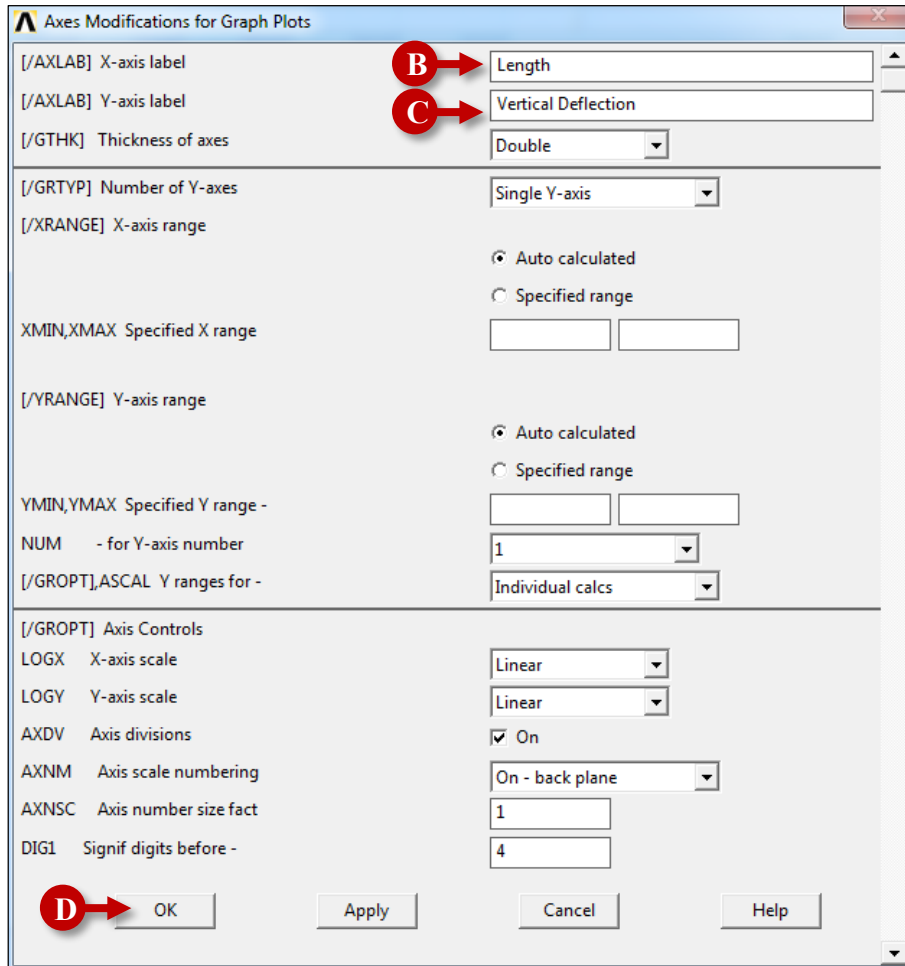 Axes Modifications for Graph Plots
[/AXLAB] X-axis label B Length
[/AXLAB] Y-axis label C Vertical Deflection
[/GTHK] Thickness of axes Double
[/GRTYP] Number of Y-axes Single Y-axis
[/XRANGE] X-axis range
Auto calculated
Specified range
XMIN,XMAX Specified X range
[/YRANGE] Y-axis range
Auto calculated
Specified range
YMIN,YMAX Specified Y range -
NUM - for Y-axis number 1
[/GROPT],ASCAL Y ranges for - Individual calcs
[/GROPT] Axis Controls
LOGX X-axis scale Linear
LOGY Y-axis scale Linear
AXDV Axis divisions On
AXNM Axis scale numbering On - back plane
AXNSC Axis number size fact 1
DIG1 Signif digits before - 4
D OK Apply Cancel Help